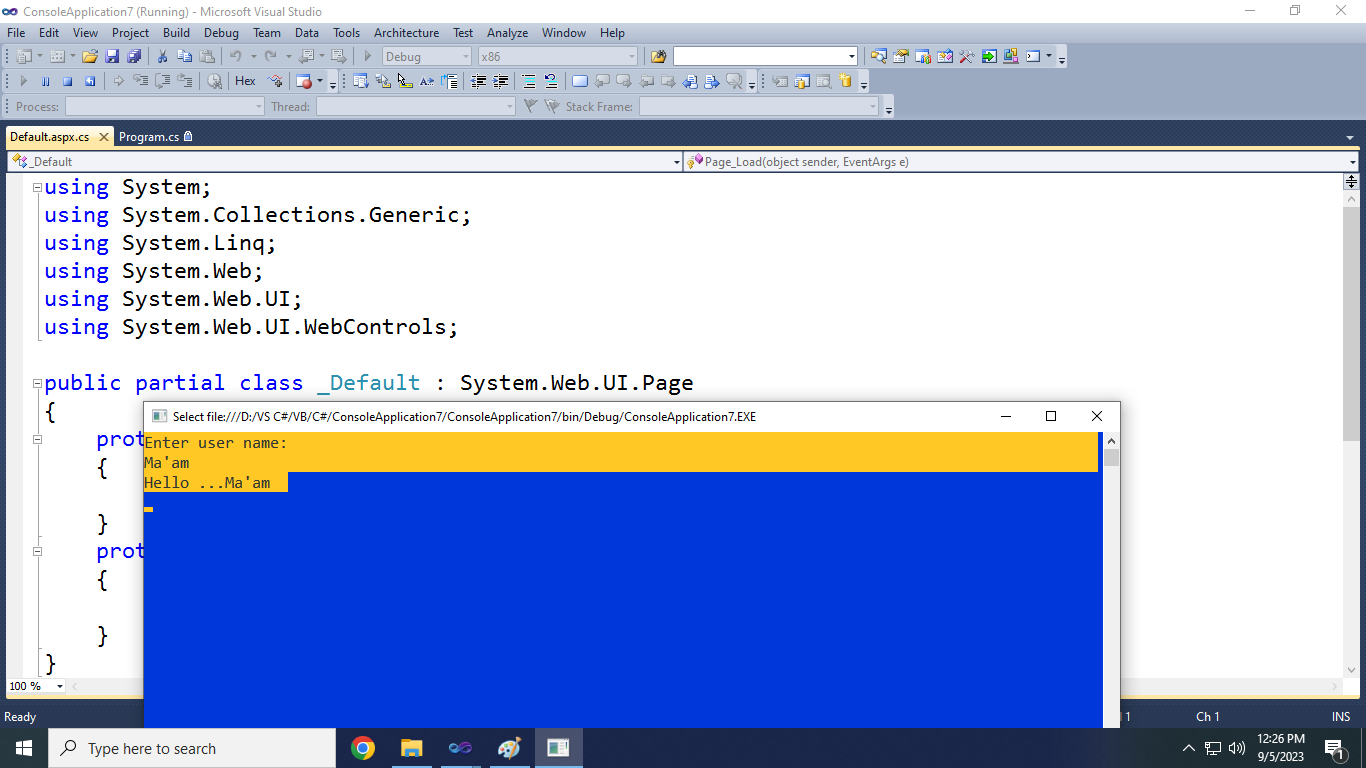 ConsoleApplication7 (Running) - Microsoft Visual Studio
File Edit View Project Build Debug Team Data Tools Architecture Test Analyze Window Help
Debug x86
Hex
Process: Thread: Stack Frame:
Default.aspx.cs Program.cs
_Default Page_Load(object sender, EventArgs e)
using System;
using System.Collections.Generic;
using System.Linq;
using System.Web;
using System.Web.UI;
using System.Web.UI.WebControls;
public partial class _Default : System.Web.UI.Page
{
Select file:///D:/VS C#/VB/C#/ConsoleApplication7/ConsoleApplication7/bin/Debug/ConsoleApplication7.EXE
prot
Enter user name:
{
Ma'am
Hello ...Ma'am
}
prot
{
}
}
100 %
Ready l 1 Ch 1 INS
Type here to search
12:26 PM
9/5/2023
1